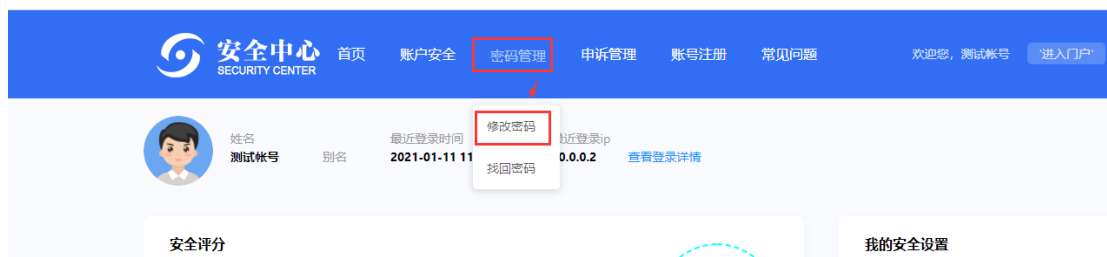 安全中心 首页 账户安全 密码管理 申诉管理 账号注册 常见问题 欢迎您，测试帐号 '进入门户'
SECURITY CENTER
修改密码
姓名 最近登录时间 近登录ip
测试帐号 别名 2021-01-11 11 0.0.0.2 查看登录详情
找回密码
安全评分 我的安全设置